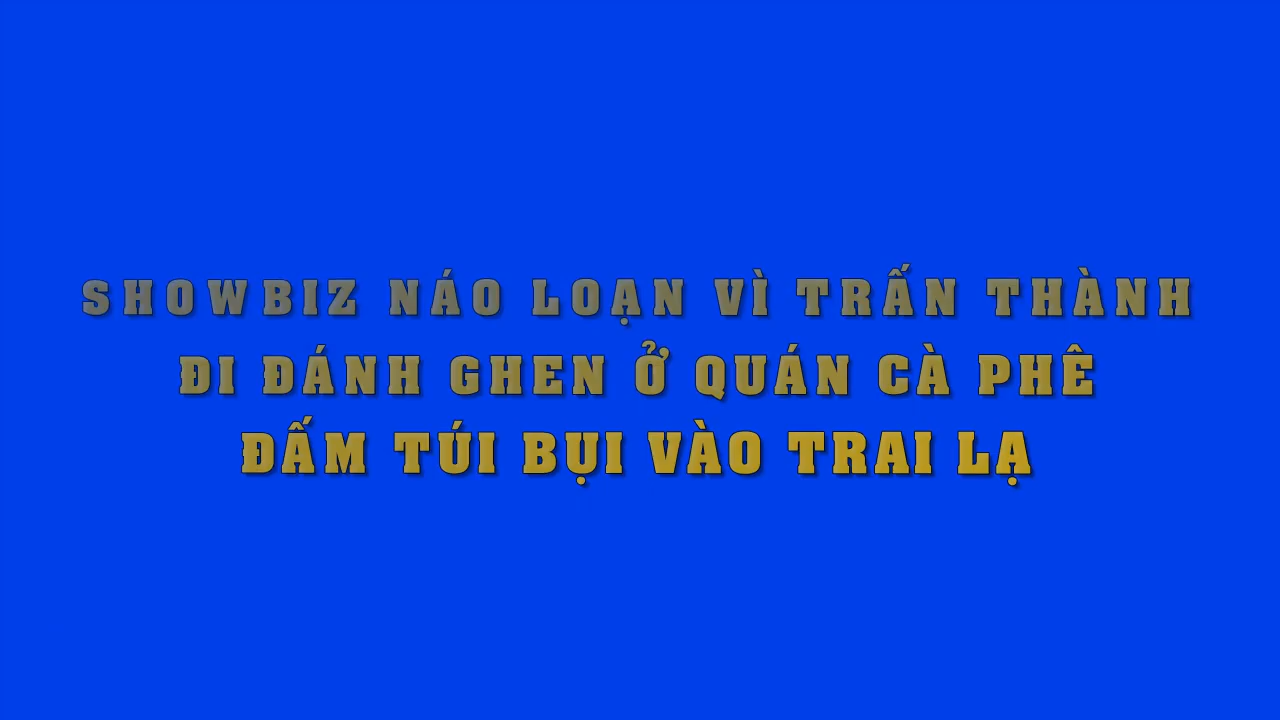 SHOWBIZ NÁO LOẠN VÌ TRẤN THÀNH
ĐI ĐÁNH GHEN Ở QUÁN CÀ PHÊ
ĐẤM TÚI BỤI VÀO TRAI LẠ